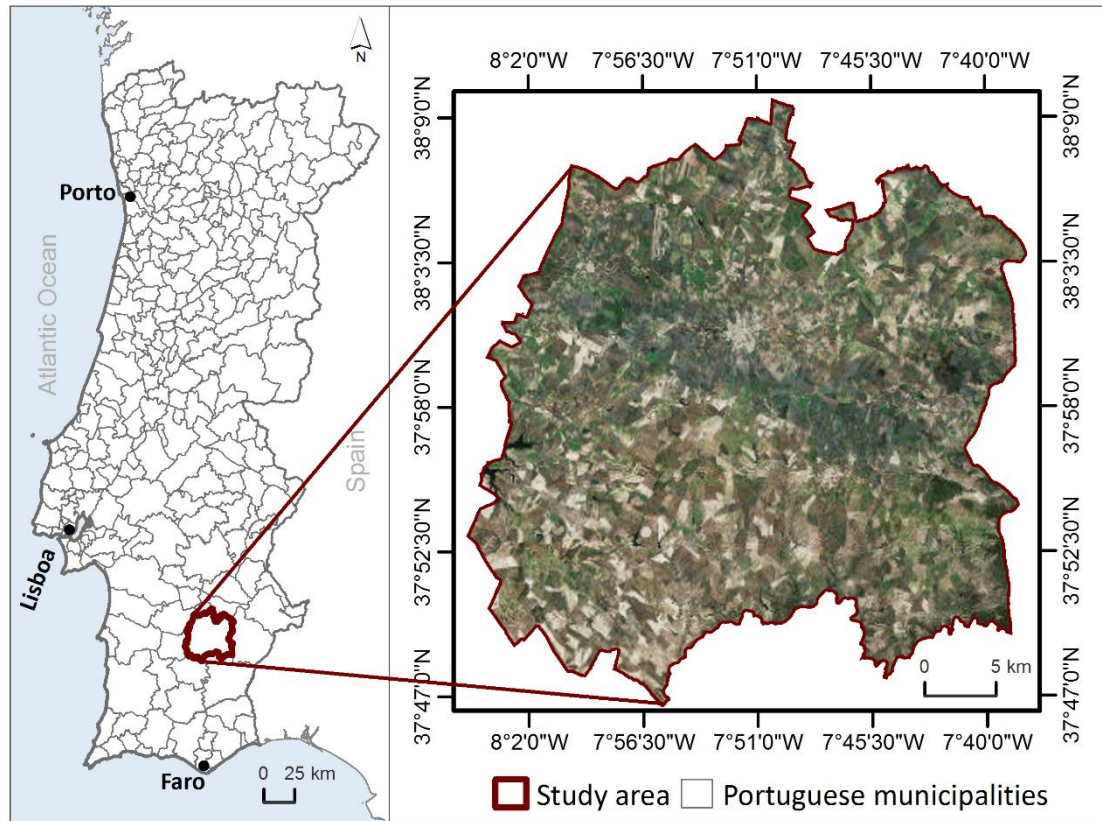 N
Porto
Atlantic Ocean
Spain
Lisboa
Faro
0 25 km
8°2'0"W 7°56'30"W 7°51'0"W 7°45'30"W 7°40'0"W
38°9'0"N
38°3'30"N
37°58'0"N
37°52'30"N
37°47'0"N
38°9'0"N
38°3'30"N
37°58'0"N
37°52'30"N
37°47'0"N
0 5 km
8°2'0"W 7°56'30"W 7°51'0"W 7°45'30"W 7°40'0"W
Study area Portuguese municipalities